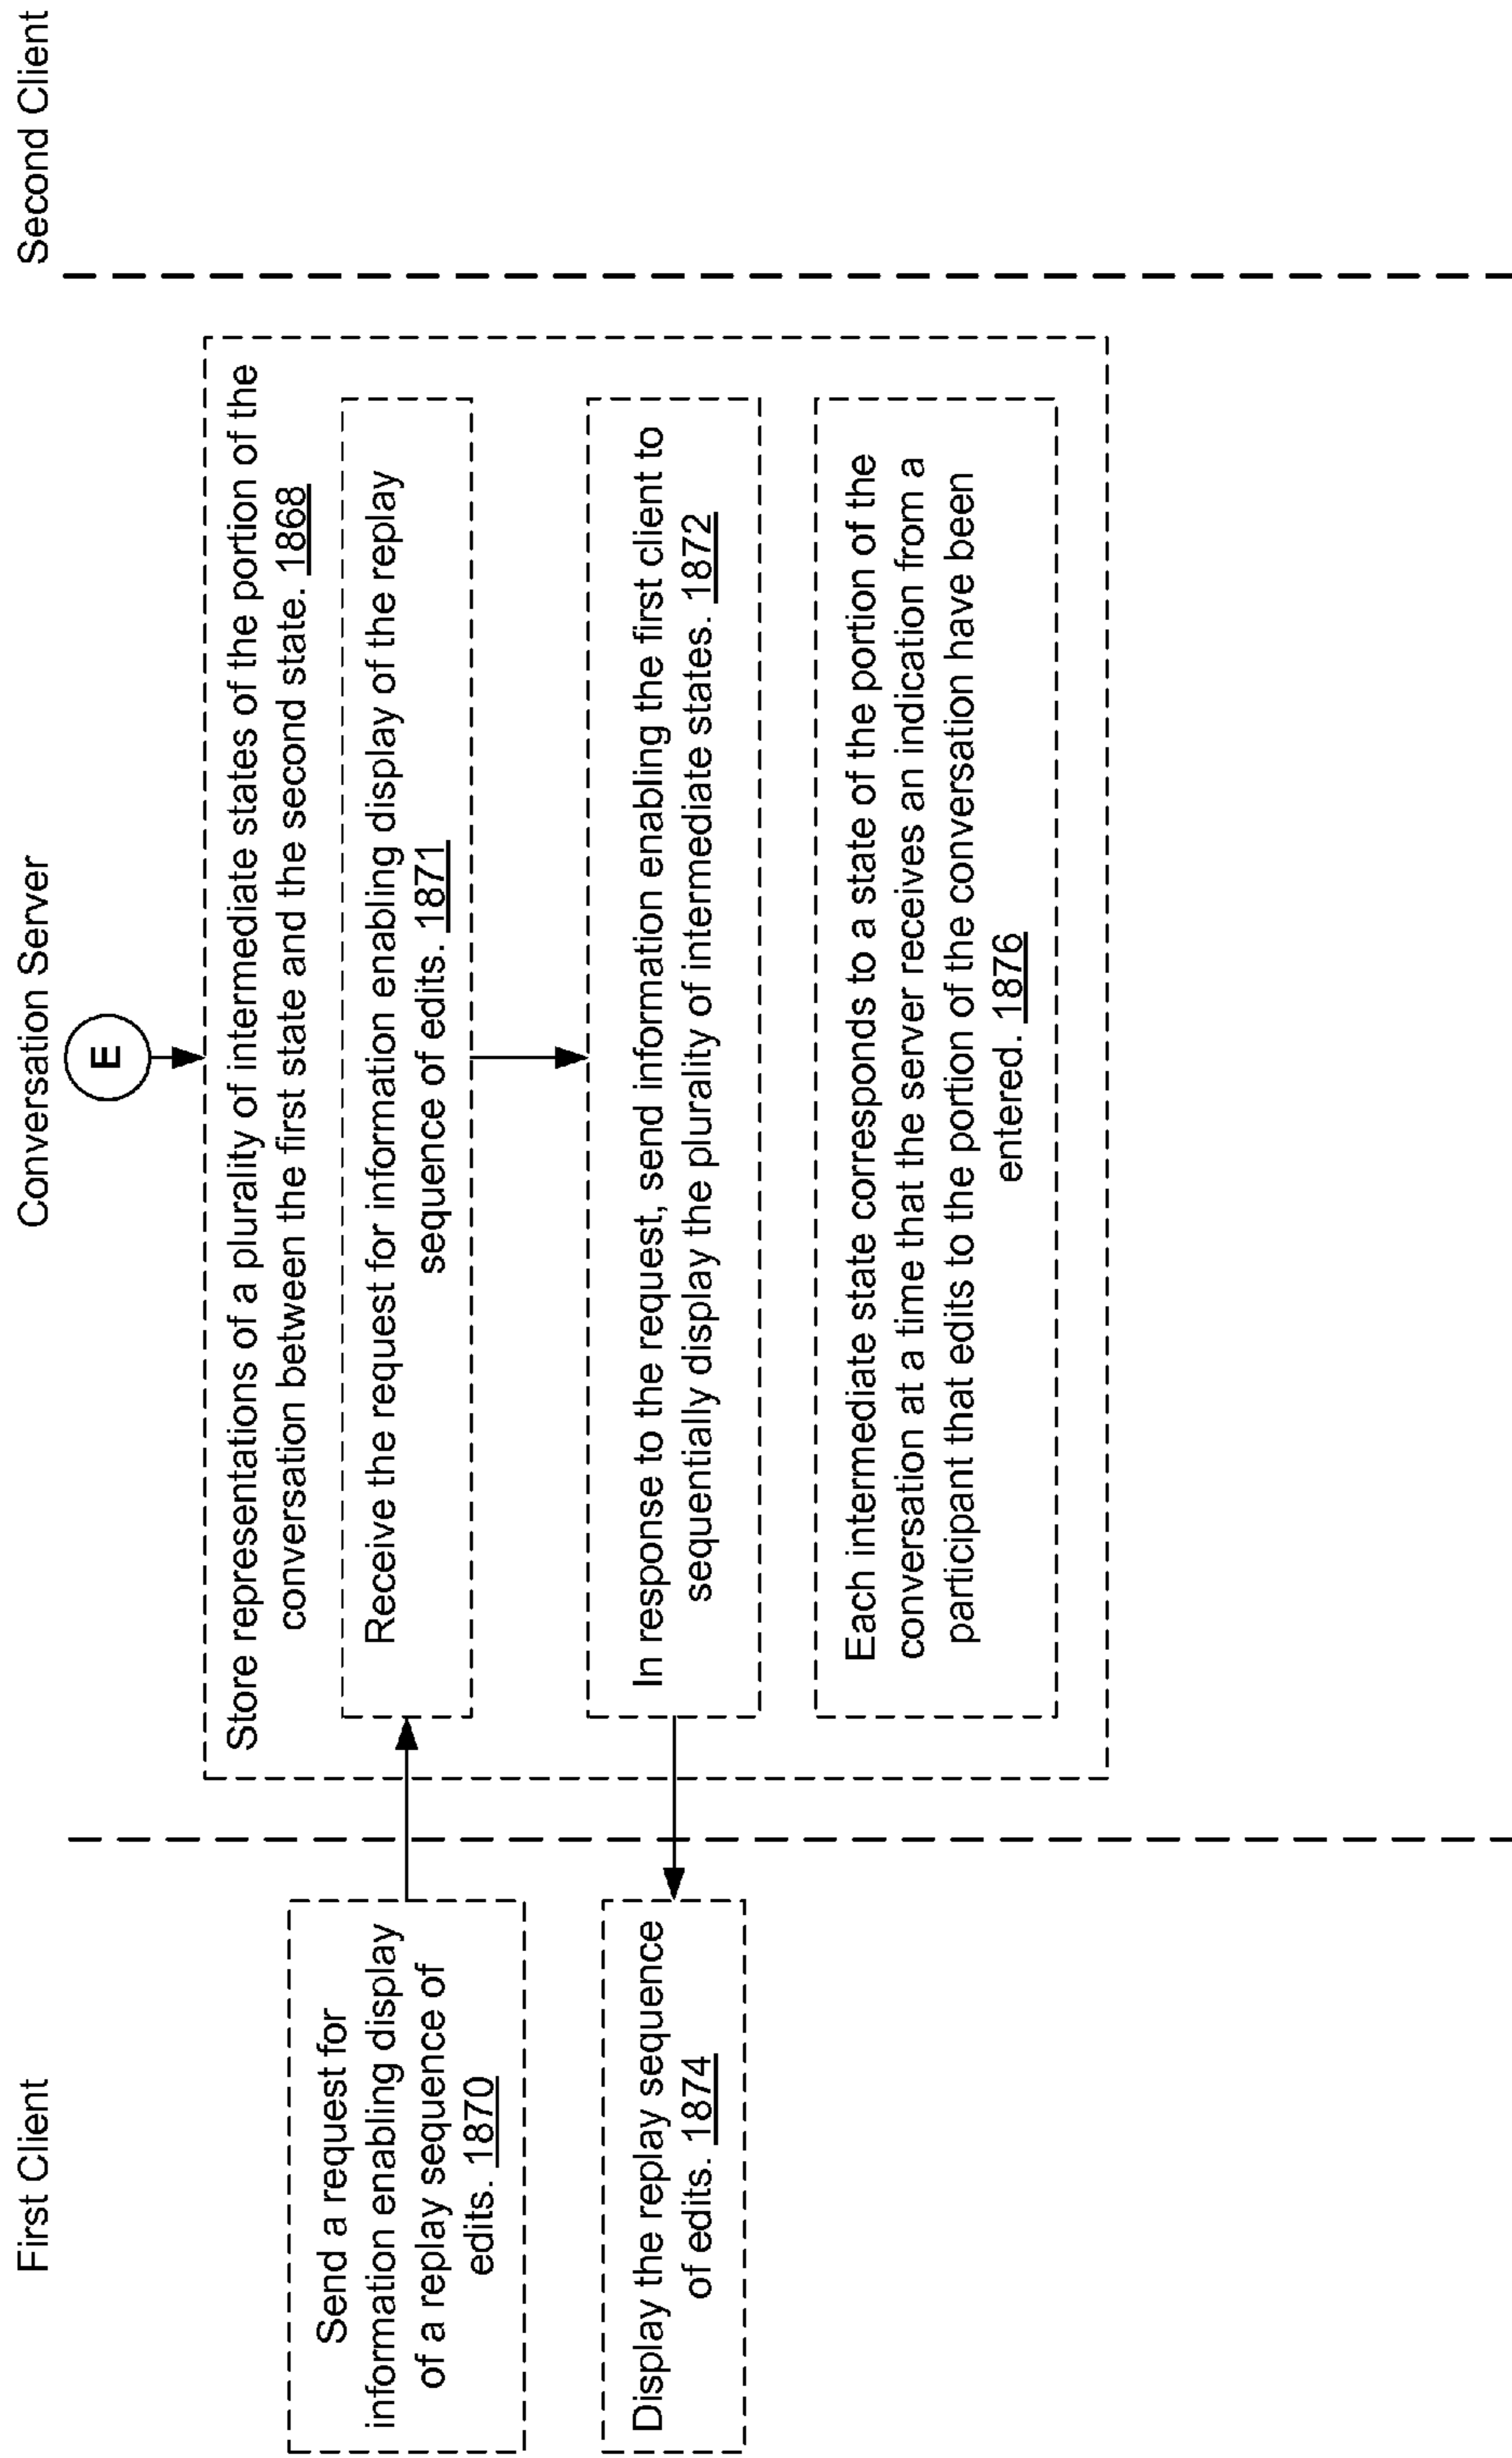 First Client
Conversation Server
Second Client
E
Store representations of a plurality of intermediate states of the portion of the
conversation between the first state and the second state. 1868
Send a request for
information enabling display
of a replay sequence of
edits. 1870
Receive the request for information enabling display of the replay
sequence of edits. 1871
Display the replay sequence
of edits. 1874
In response to the request, send information enabling the first client to
sequentially display the plurality of intermediate states. 1872
Each intermediate state corresponds to a state of the portion of the
conversation at a time that the server receives an indication from a
participant that edits to the portion of the conversation have been
entered. 1876